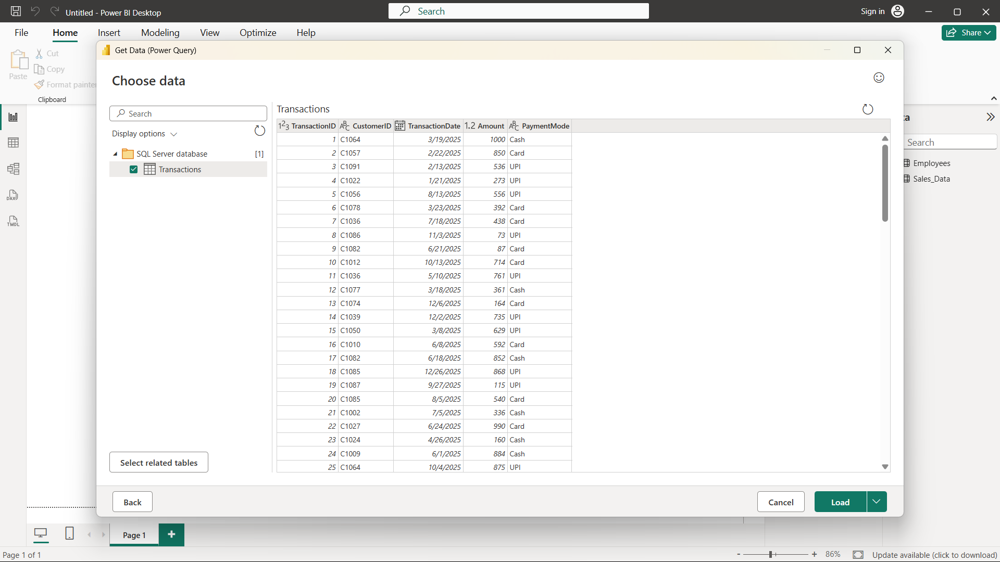 Untitled - Power BI Desktop
Search
Sign in
File
Home
Insert
Modeling
View
Optimize
Help
Share
Paste
Cut
Copy
Format painter
Clipboard
Get Data (Power Query)
Choose data
Search
Display options
SQL Server database [1]
Transactions
Transactions
123 TransactionID ABC CustomerID TransactionDate 1.2 Amount ABC PaymentMode
1 C1064 3/19/2025 1000 Cash
2 C1057 2/22/2025 850 Card
3 C1091 2/13/2025 536 UPI
4 C1022 1/21/2025 273 UPI
5 C1056 8/13/2025 556 UPI
6 C1078 3/23/2025 392 Card
7 C1036 7/18/2025 438 Card
8 C1086 11/3/2025 73 UPI
9 C1082 6/21/2025 87 Card
10 C1012 10/13/2025 714 Card
11 C1036 5/10/2025 761 UPI
12 C1077 3/18/2025 361 Cash
13 C1074 12/6/2025 164 Card
14 C1039 12/2/2025 735 UPI
15 C1050 3/8/2025 629 UPI
16 C1010 6/8/2025 592 Card
17 C1082 6/18/2025 852 Cash
18 C1085 12/26/2025 868 UPI
19 C1087 9/27/2025 115 UPI
20 C1085 8/5/2025 540 Card
21 C1002 7/5/2025 336 Cash
22 C1027 6/24/2025 990 Card
23 C1024 4/26/2025 160 Cash
24 C1009 6/1/2025 884 Cash
25 C1064 10/4/2025 875 UPI
Select related tables
Back
Cancel
Load
ta
Search
Employees
Sales_Data
DAX
TMDL
Page 1
Page 1 of 1
- + 86%
Update available (click to download)